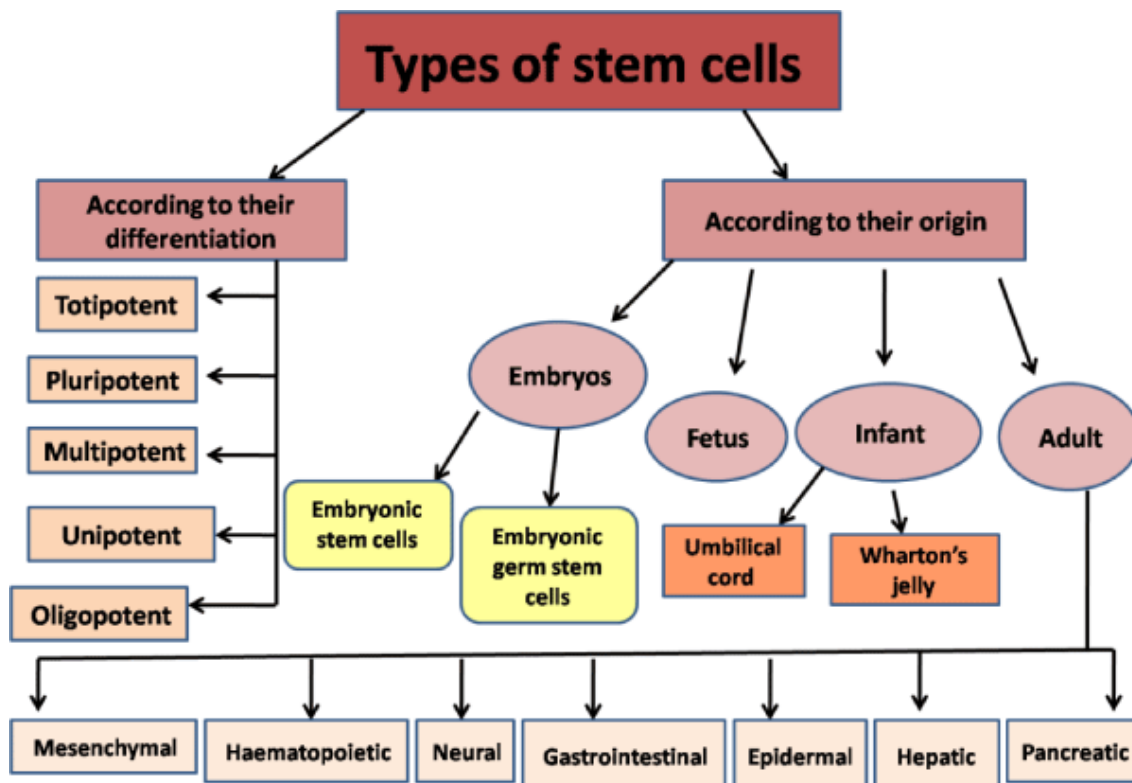 Types of stem cells
According to their
differentiation
According to their origin
Totipotent
Pluripotent
Multipotent
Unipotent
Oligopotent
Embryos
Fetus
Infant
Adult
Embryonic
stem cells
Embryonic
germ stem
cells
Umbilical
cord
Wharton's
jelly
Mesenchymal
Haematopoietic
Neural
Gastrointestinal
Epidermal
Hepatic
Pancreatic